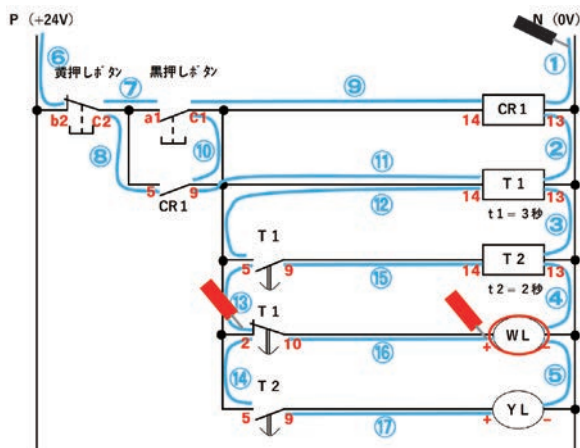 P (+24V) N (0V)
⑥ 黄押しボタン ⑦ 黒押しボタン ⑨ ①
b2 C2 a1 C1 14 CR1 13
⑧ ⑩ ⑪ ②
5 9 14 T1 13
CR1 ⑫ t1=3秒 ③
T1
5 9 ⑮ 14 T2 13
t2=2秒
⑬ T1 ④
2 10 ⑯ + WL -
⑭ T2 ⑤
5 9 ⑰ + YL -